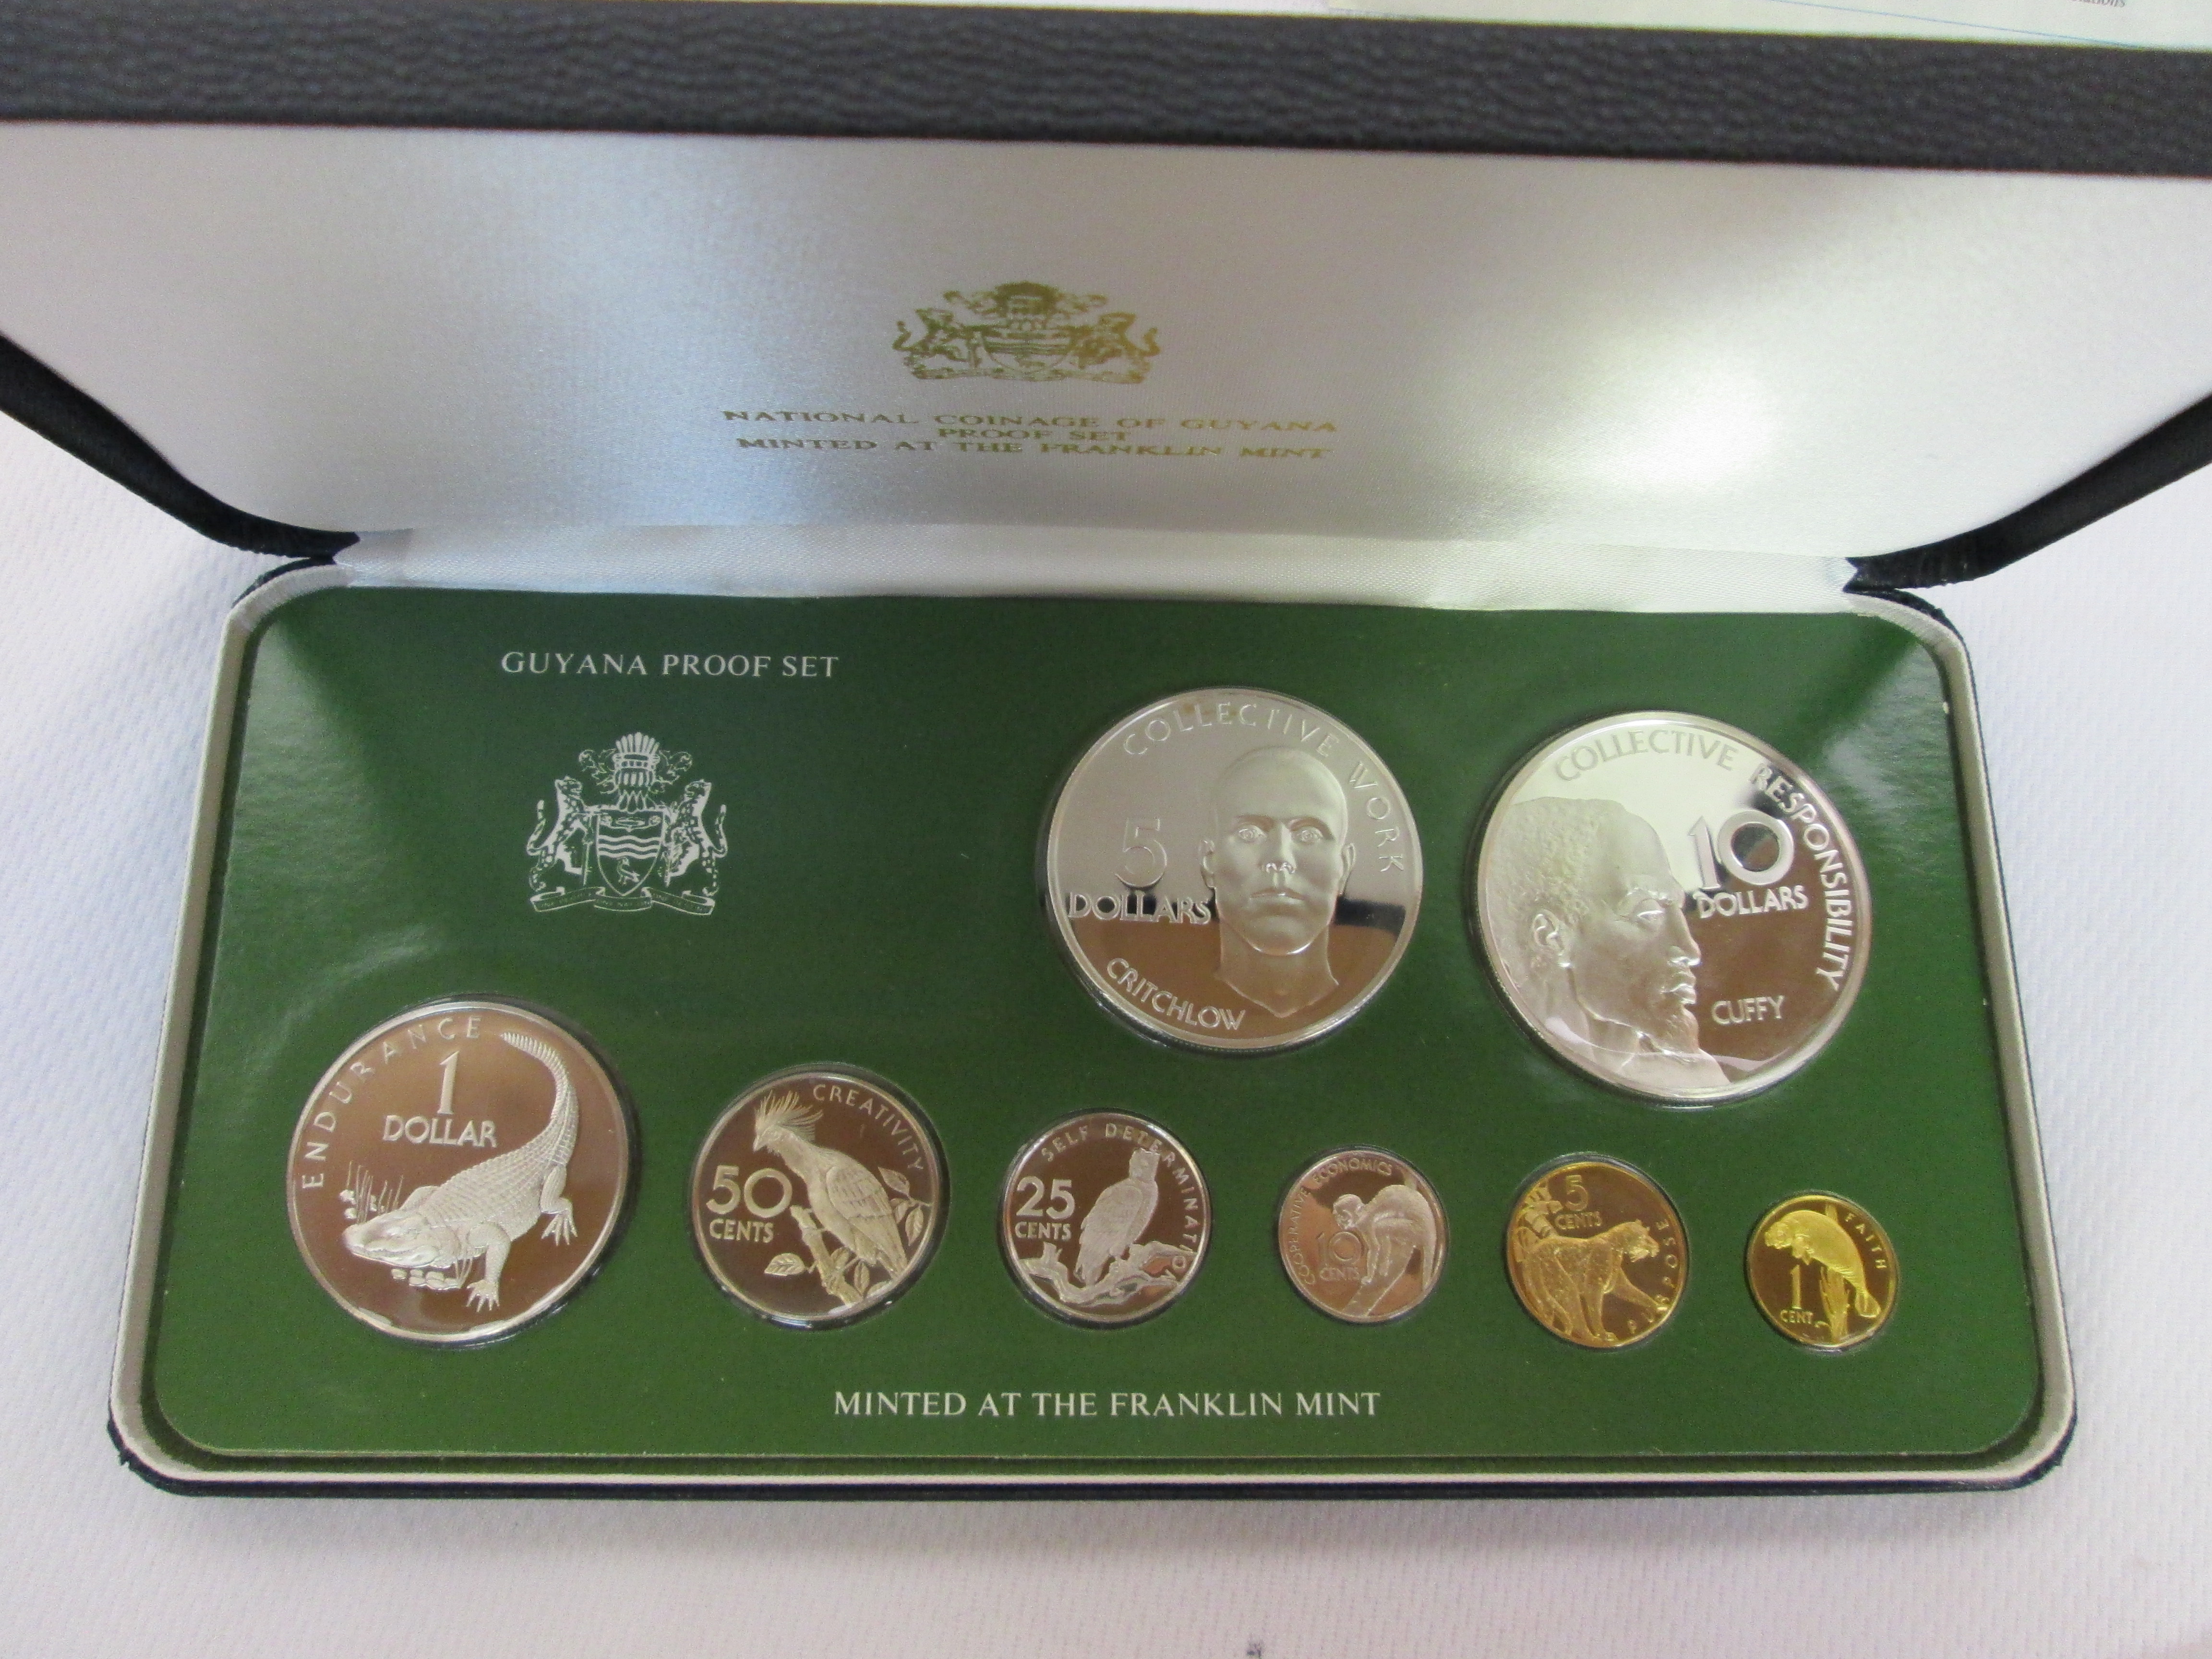 NATIONAL COINAGE OF GUYANA
PROOF SET
MINTED AT THE FRANKLIN MINT
GUYANA PROOF SET
COLLECTIVE WORK
5
DOLLARS
CRITCHLOW
COLLECTIVE RESPONSIBILITY
10
DOLLARS
CUFFY
ENDURANCE
1
DOLLAR
CREATIVITY
50
CENTS
SELF DETERMINATION
25
CENTS
COOPERATIVE ECONOMICS
10
CENTS
5
CENTS
PURPOSE
FAITH
1
CENT
MINTED AT THE FRANKLIN MINT